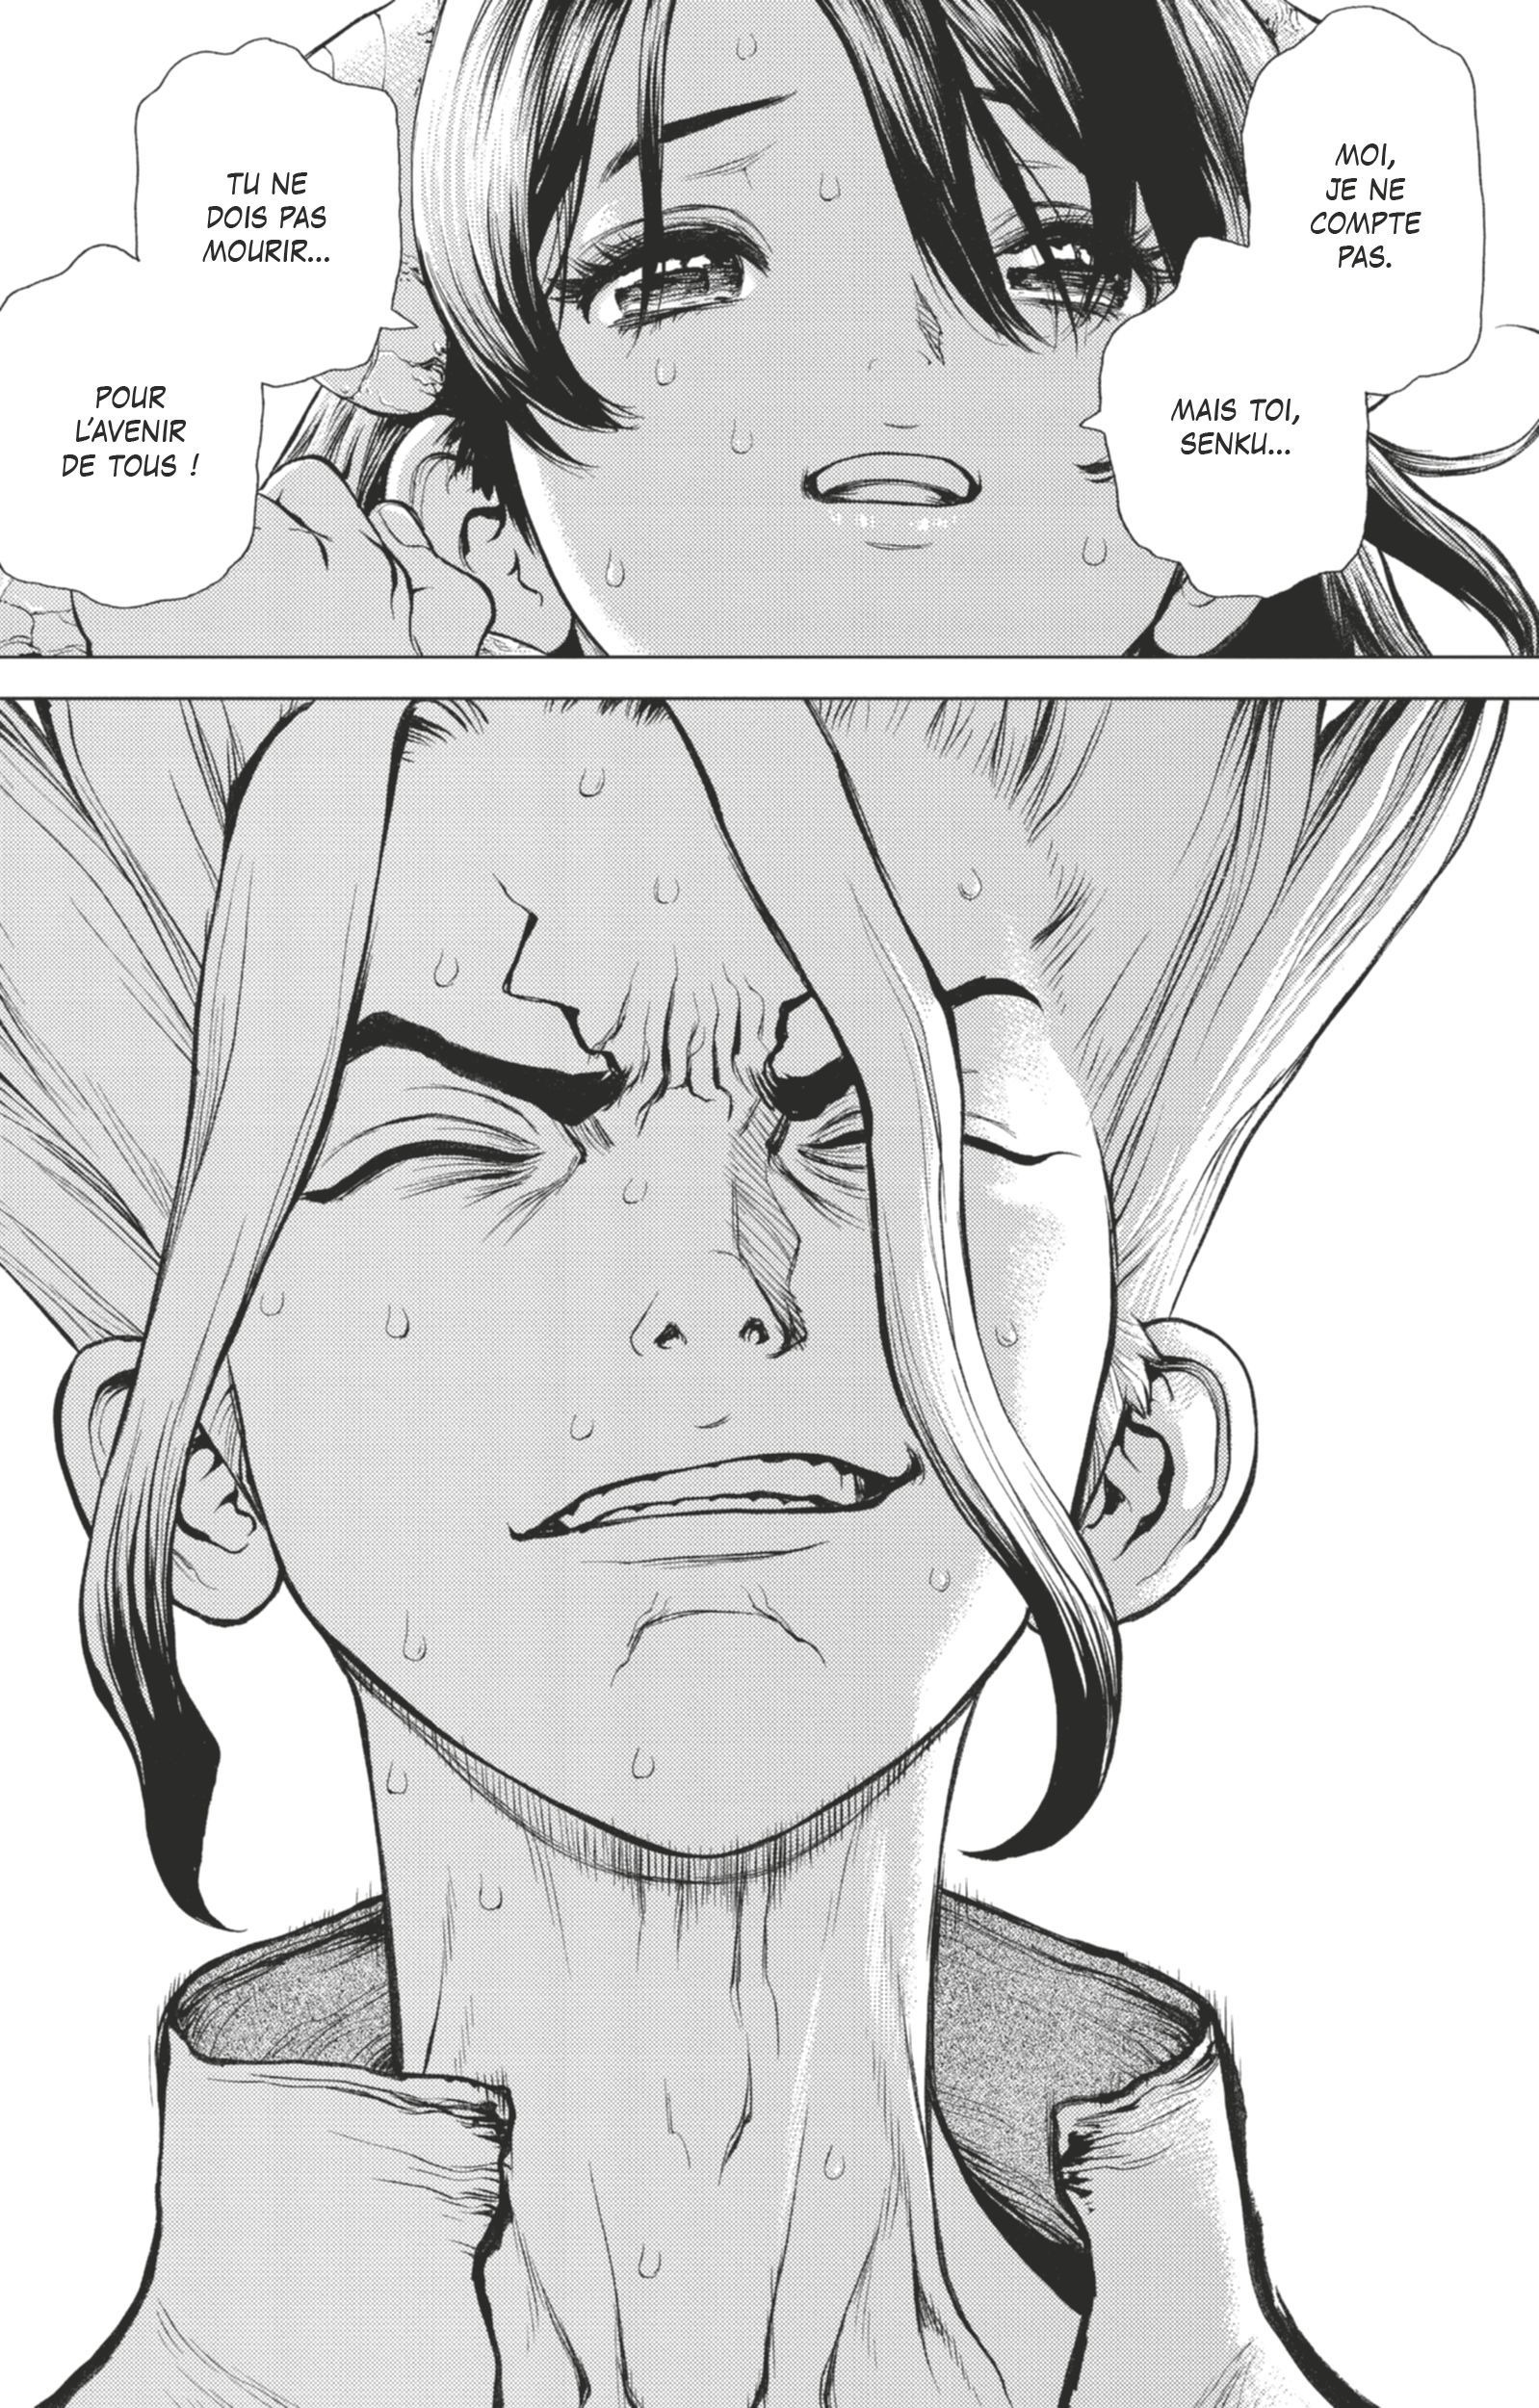 MOI,
JE NE
COMPTE
PAS.
MAIS TOI,
SENKU...
TU NE
DOIS PAS
MOURIR...
POUR
L'AVENIR
DE TOUS !